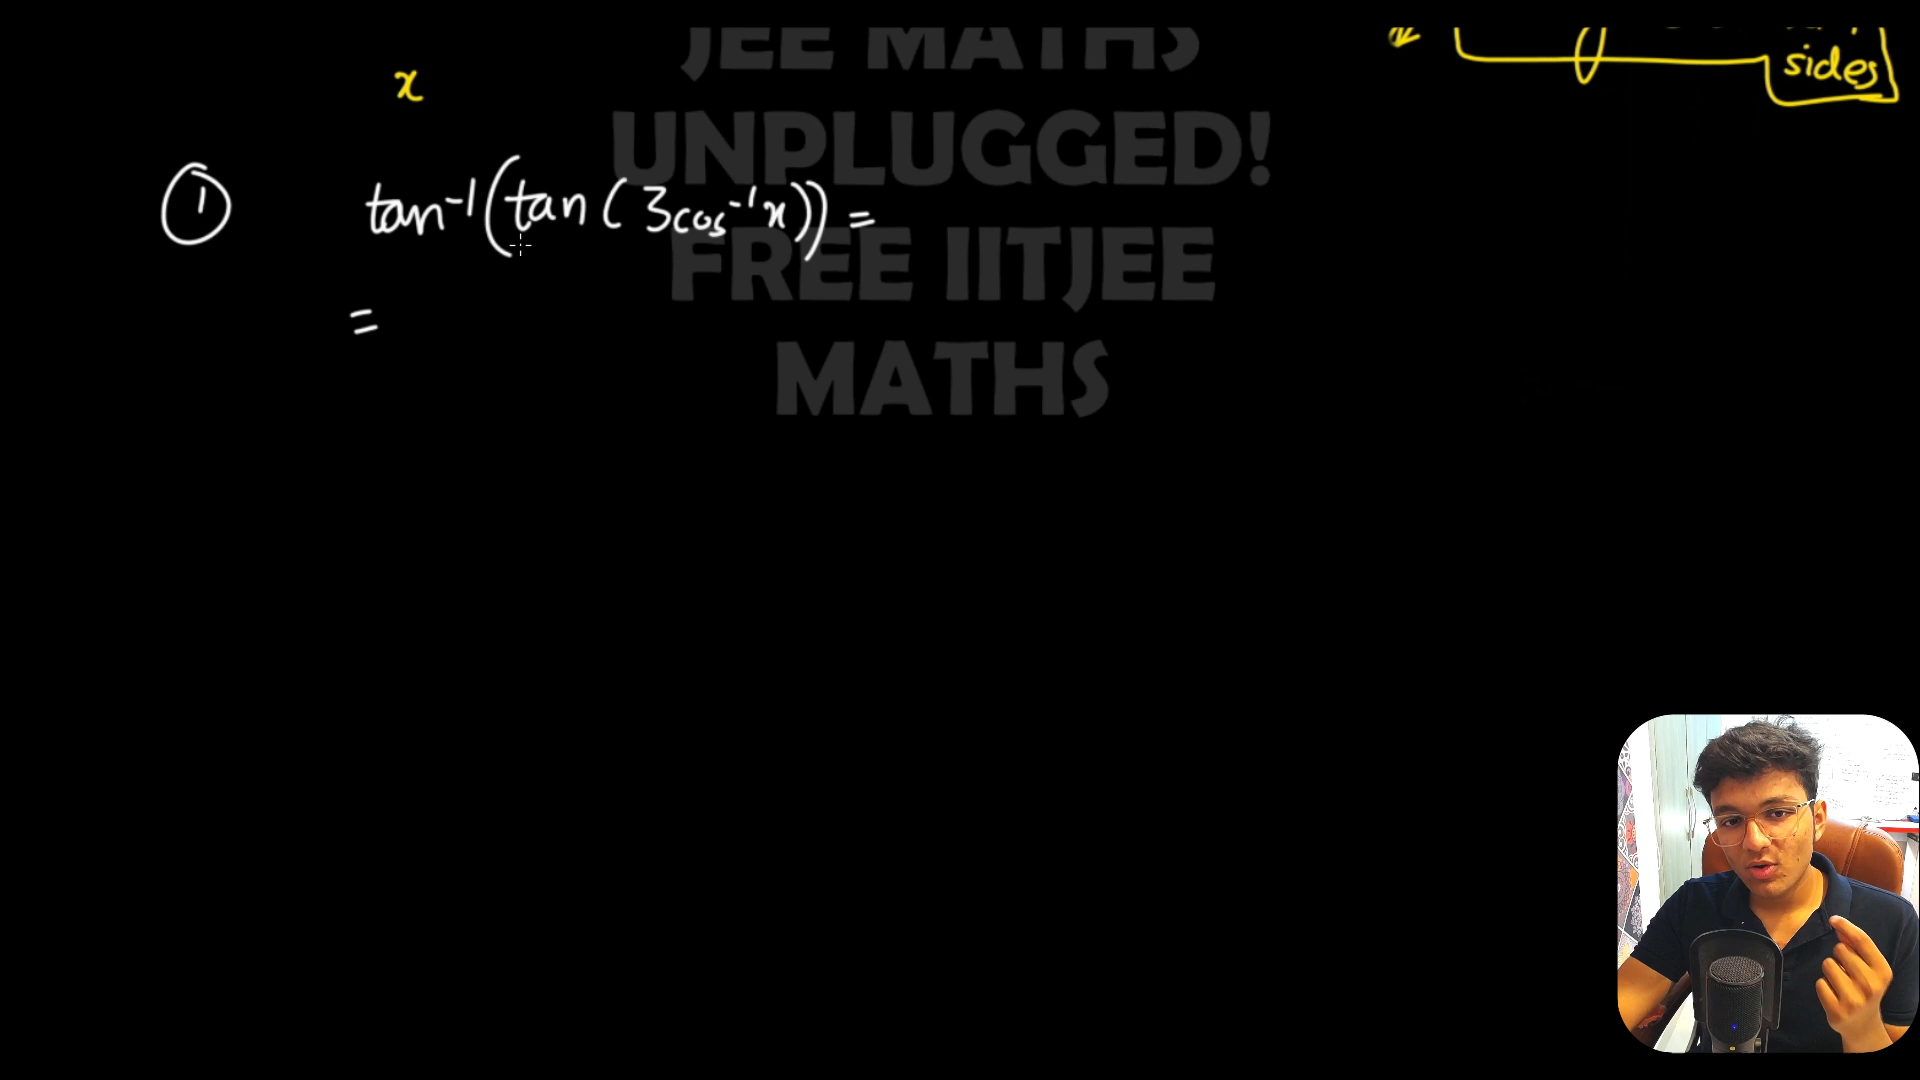 JEE MATHS
UNPLUGGED!
FREE IITJEE
MATHS
sides
x
① tan⁻¹(tan(3cos⁻¹x)) =
=